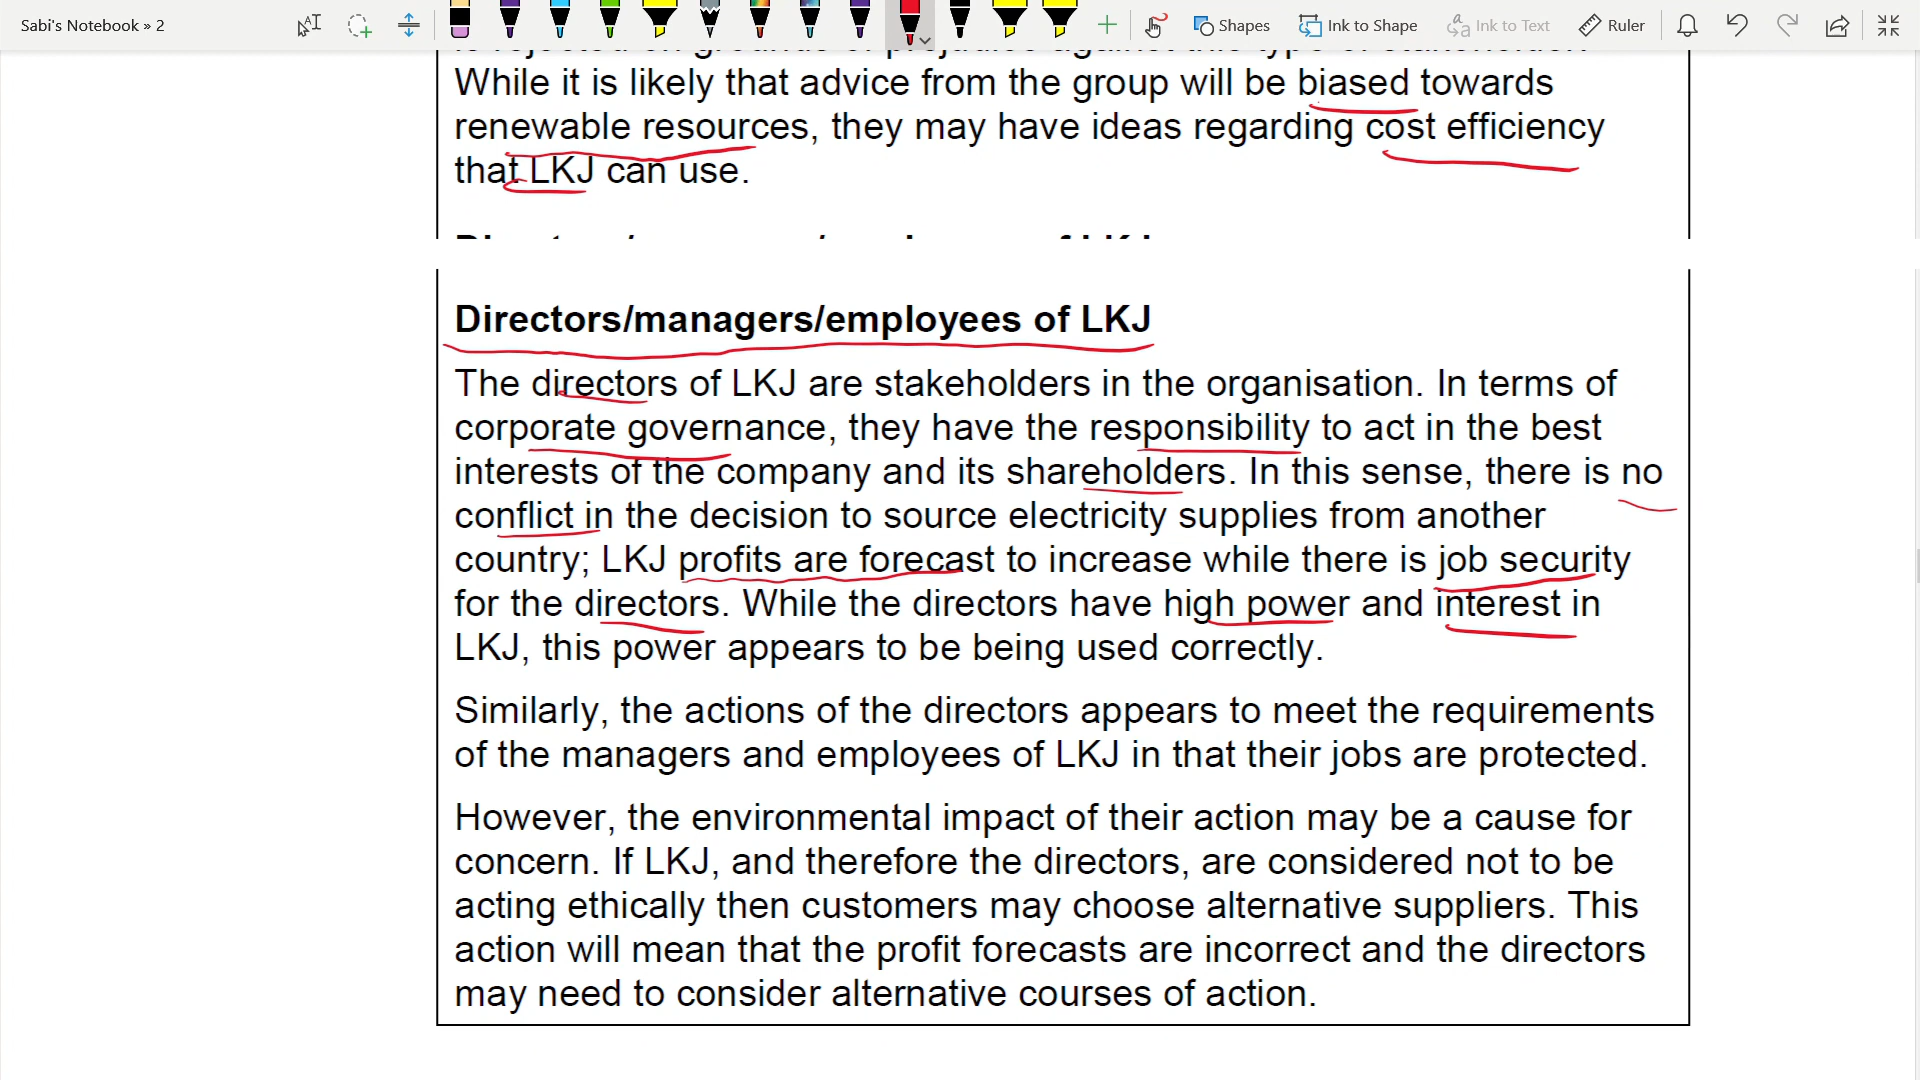 Sabi's Notebook » 2
Shapes
Ink to Shape
Ink to Text
Ruler
While it is likely that advice from the group will be biased towards
renewable resources, they may have ideas regarding cost efficiency
that LKJ can use.
Directors/managers/employees of LKJ
The directors of LKJ are stakeholders in the organisation. In terms of
corporate governance, they have the responsibility to act in the best
interests of the company and its shareholders. In this sense, there is no
conflict in the decision to source electricity supplies from another
country; LKJ profits are forecast to increase while there is job security
for the directors. While the directors have high power and interest in
LKJ, this power appears to be being used correctly.
Similarly, the actions of the directors appears to meet the requirements
of the managers and employees of LKJ in that their jobs are protected.
However, the environmental impact of their action may be a cause for
concern. If LKJ, and therefore the directors, are considered not to be
acting ethically then customers may choose alternative suppliers. This
action will mean that the profit forecasts are incorrect and the directors
may need to consider alternative courses of action.